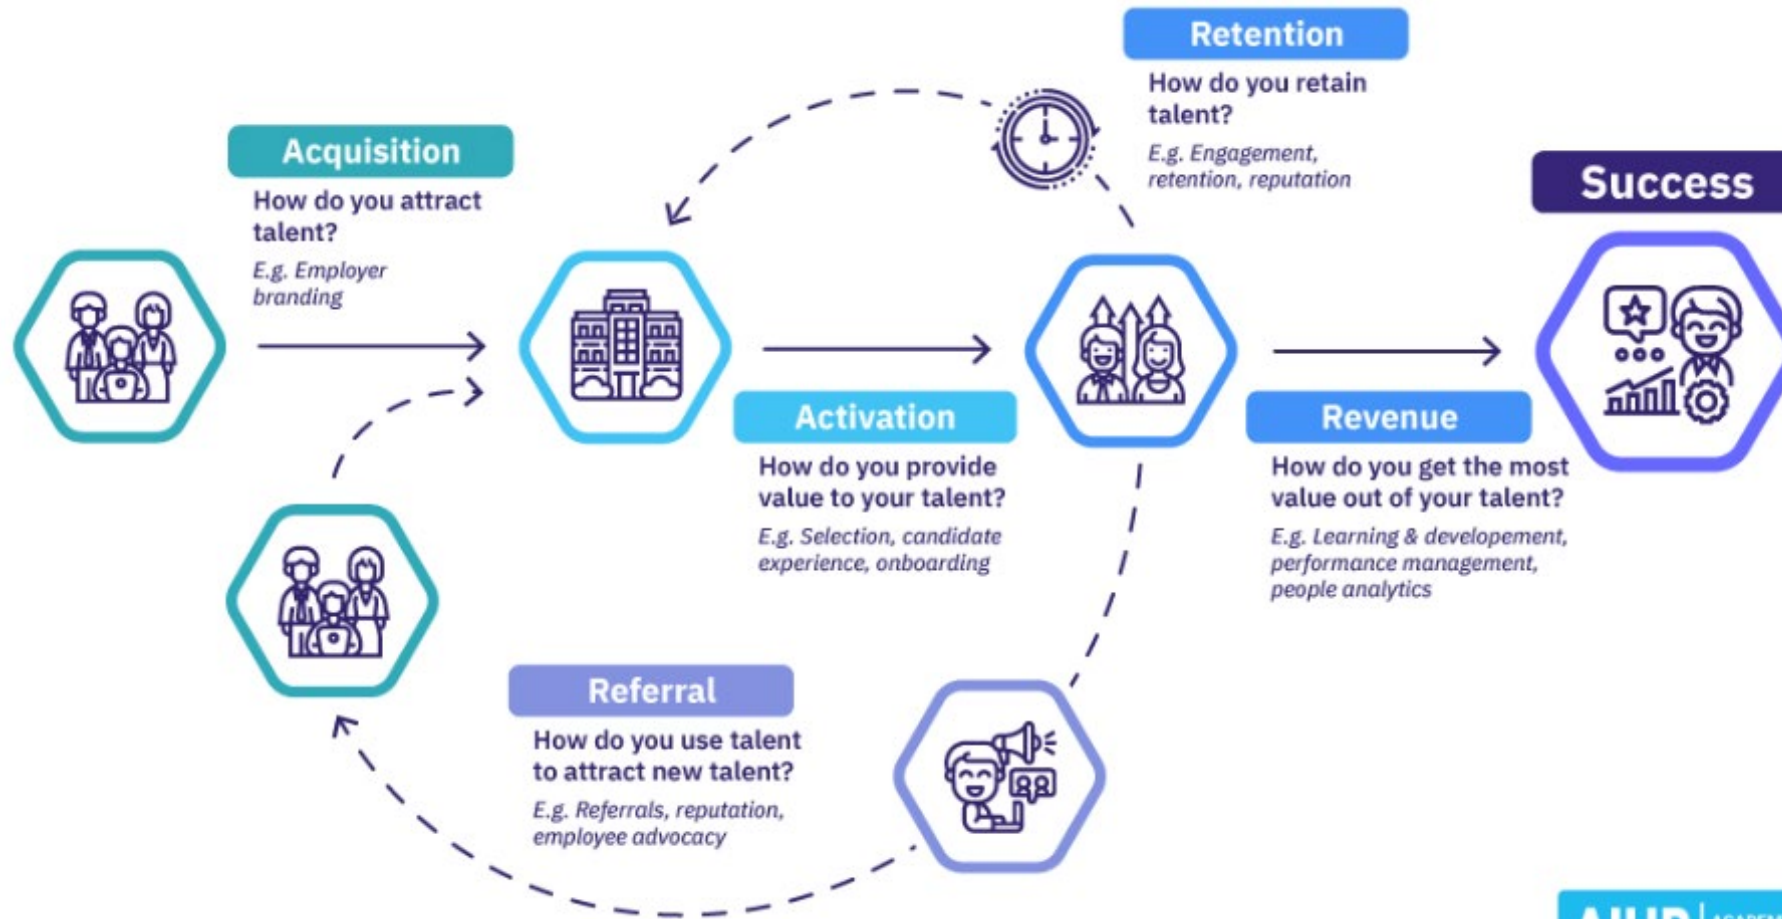 Retention
How do you retain
talent?
E.g. Engagement,
retention, reputation
Acquisition
How do you attract
talent?
E.g. Employer
branding
Success
Activation
How do you provide
value to your talent?
E.g. Selection, candidate
experience, onboarding
Revenue
How do you get the most
value out of your talent?
E.g. Learning & developement,
performance management,
people analytics
Referral
How do you use talent
to attract new talent?
E.g. Referrals, reputation,
employee advocacy